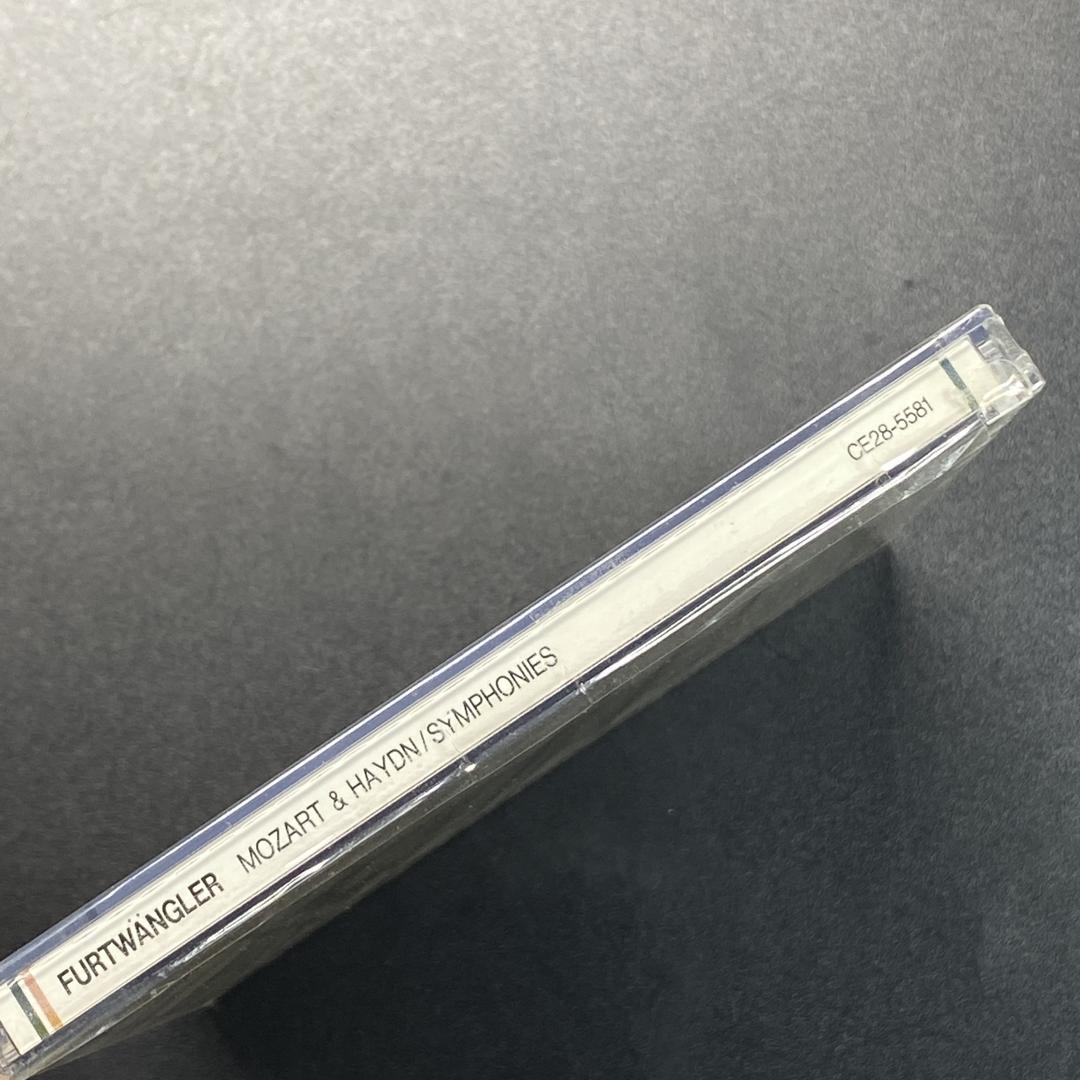 FURTWÄNGLER MOZART & HAYDN/SYMPHONIES CE28-5581